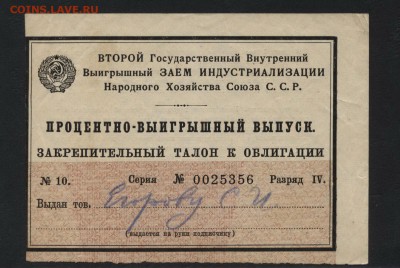 COINS.LAVE.RU
ВТОРОЙ Государственный Внутренний
Выигрышный ЗАЕМ ИНДУСТРИАЛИЗАЦИИ
Народного Хозяйства Союза С. С. Р.
ПРОЦЕНТНО-ВЫИГРЫШНЫЙ ВЫПУСК.
ЗАКРЕПИТЕЛЬНЫЙ ТАЛОН К ОБЛИГАЦИИ
№ 10. Серия № 0025356 Разряд IV.
Выдан тов. Егорову С И
(выдается на руки подписчику)